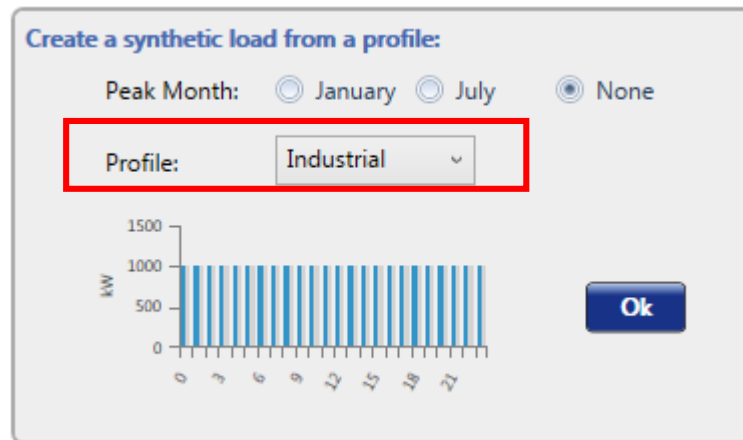 Create a synthetic load from a profile:
Peak Month: January July None
Profile: Industrial
1500
1000
kW
500
0
0 3 6 9 12 15 18 21
Ok